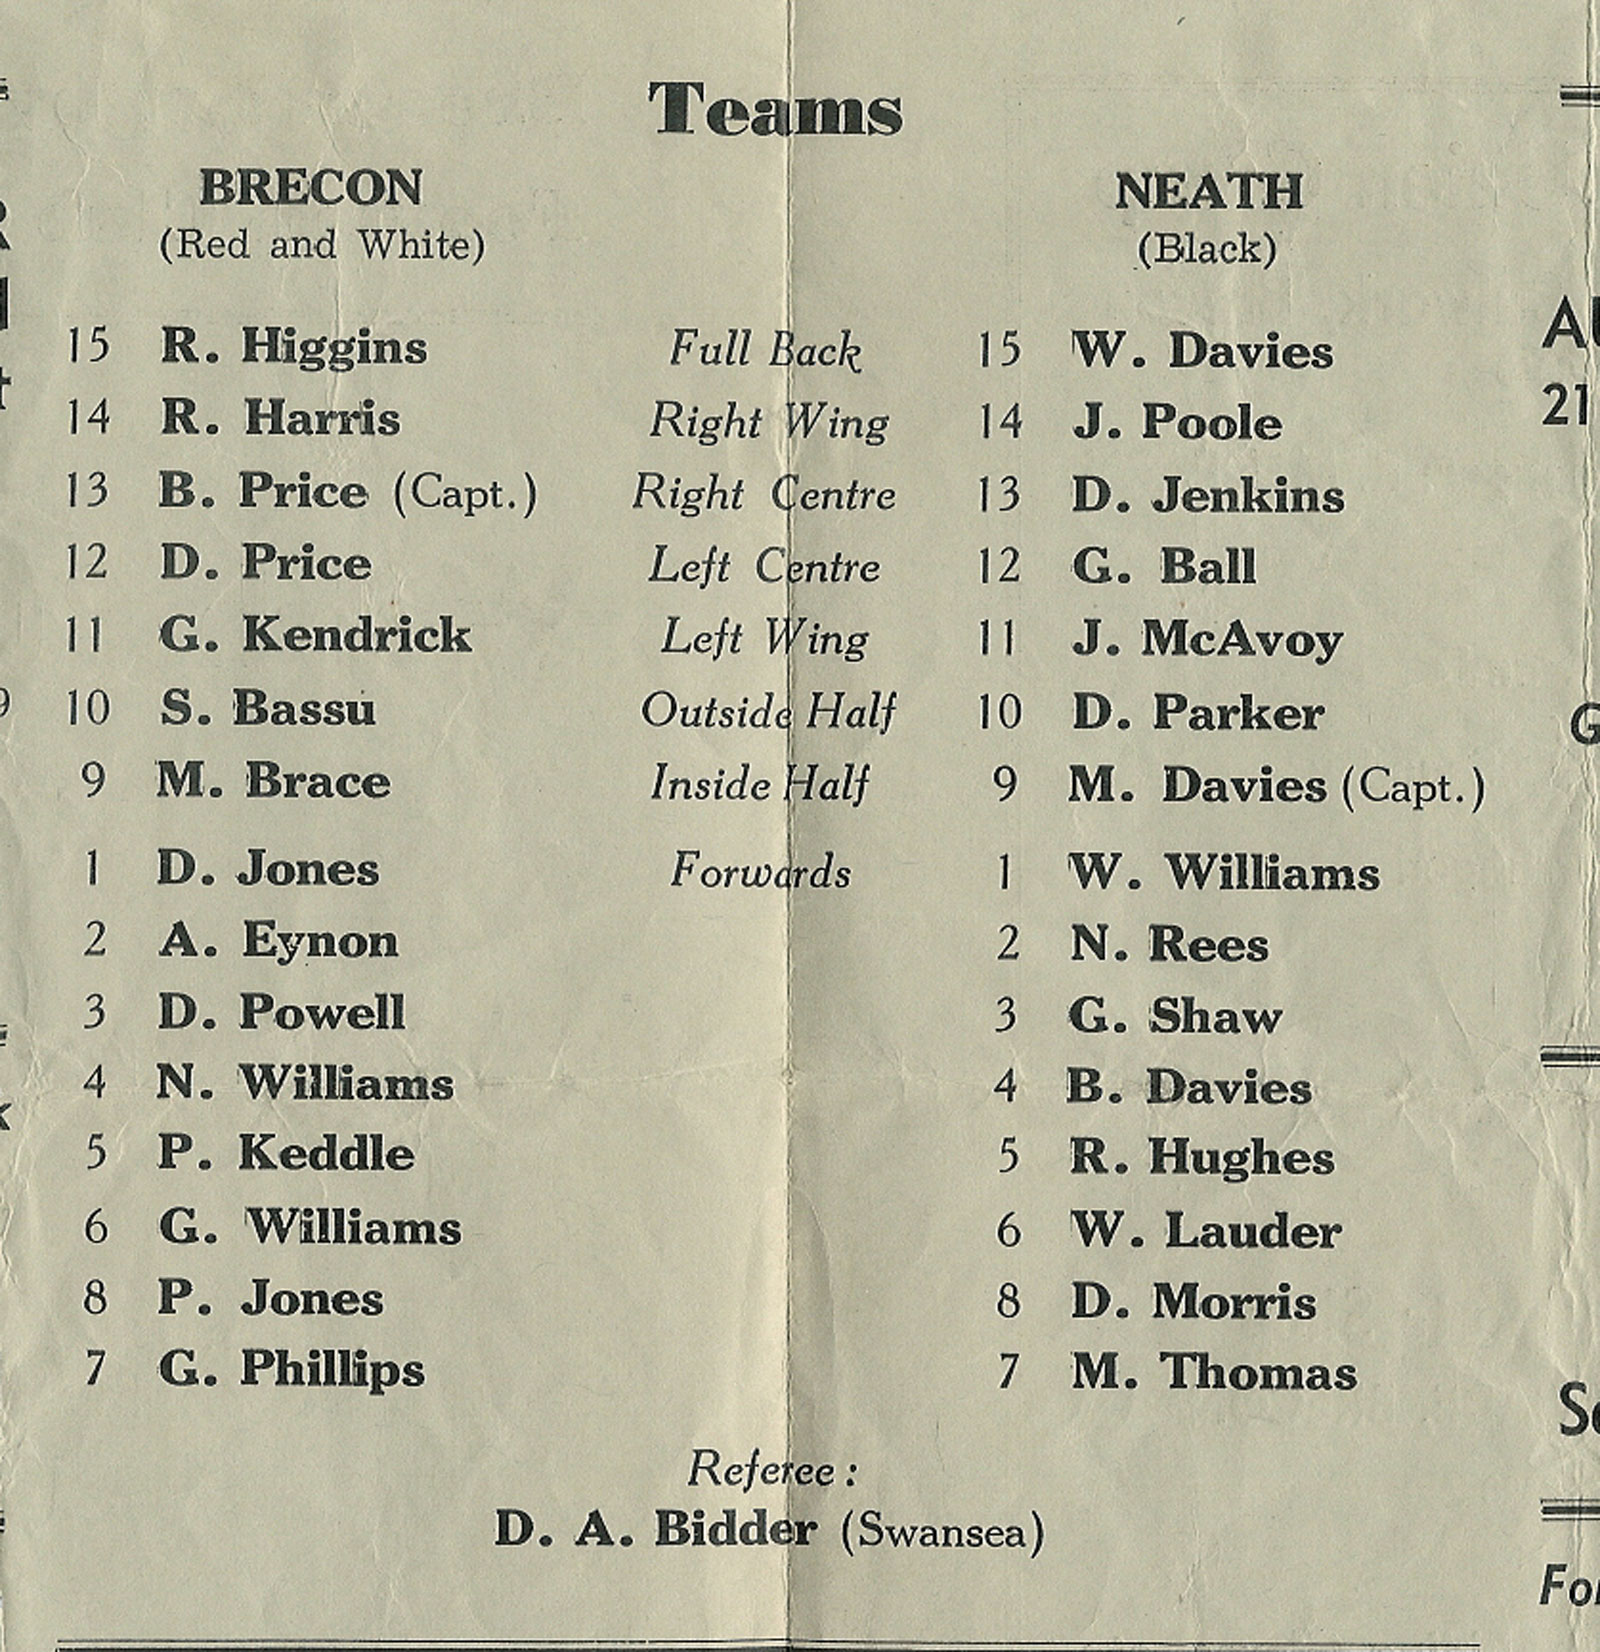 Teams
BRECON NEATH
(Red and White) (Black)
15 R. Higgins Full Back 15 W. Davies
14 R. Harris Right Wing 14 J. Poole
13 B. Price (Capt.) Right Centre 13 D. Jenkins
12 D. Price Left Centre 12 G. Ball
11 G. Kendrick Left Wing 11 J. McAvoy
10 S. Bassu Outside Half 10 D. Parker
9 M. Brace Inside Half 9 M. Davies (Capt.)
1 D. Jones Forwards 1 W. Williams
2 A. Eynon 2 N. Rees
3 D. Powell 3 G. Shaw
4 N. Williams 4 B. Davies
5 P. Keddle 5 R. Hughes
6 G. Williams 6 W. Lauder
8 P. Jones 8 D. Morris
7 G. Phillips 7 M. Thomas
Referee :
D. A. Bidder (Swansea)
21